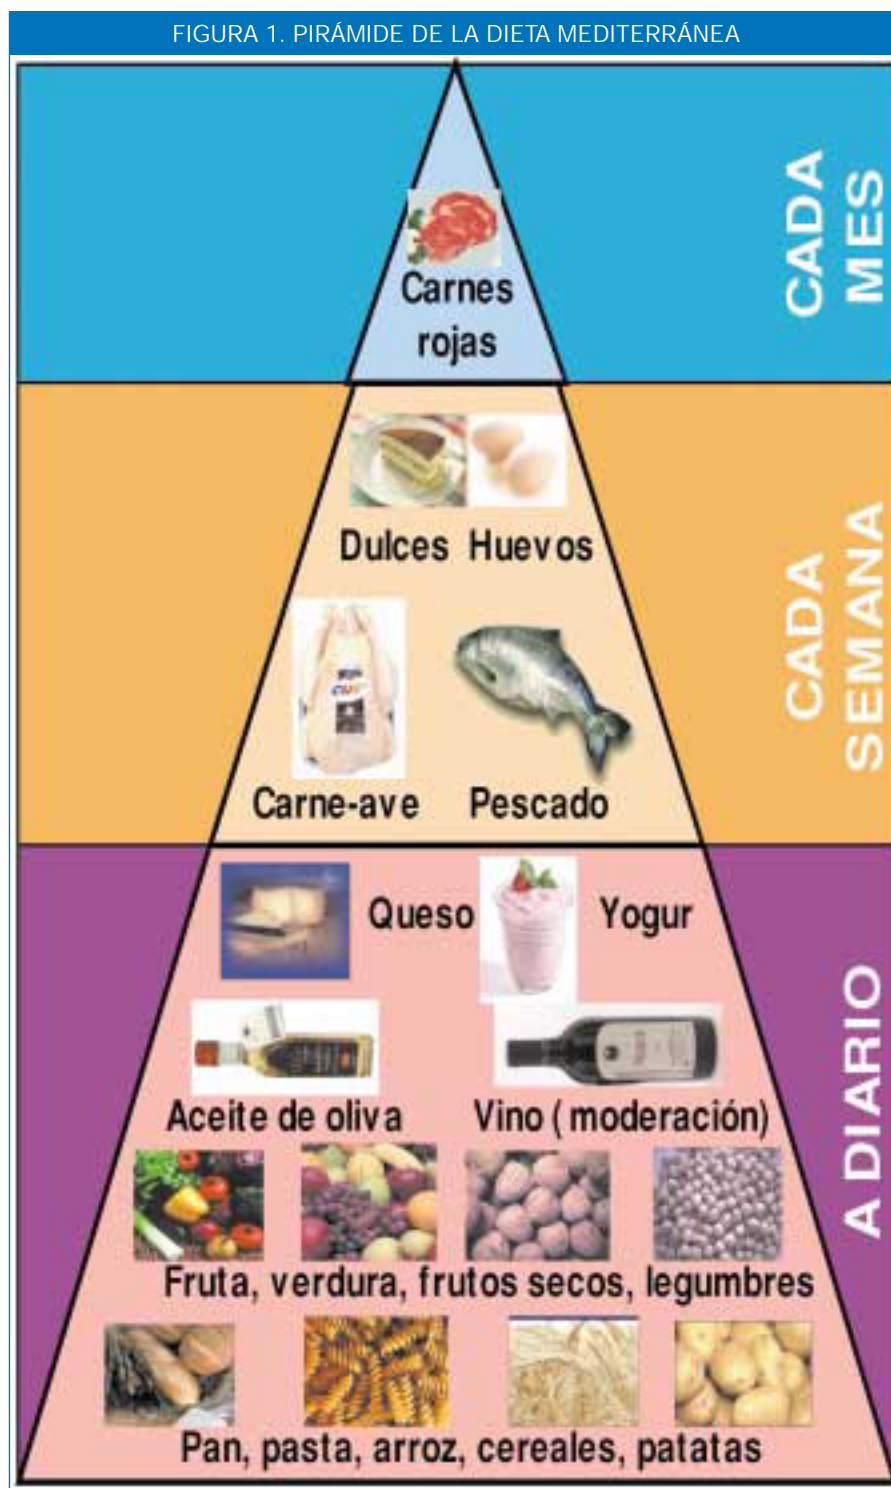 FIGURA 1. PIRÁMIDE DE LA DIETA MEDITERRÁNEA
CADA
MES
Carnes
rojas
CADA
SEMANA
Dulces Huevos
Carne-ave Pescado
A DIARIO
Queso Yogur
Aceite de oliva Vino ( moderación)
Fruta, verdura, frutos secos, legumbres
Pan, pasta, arroz, cereales, patatas